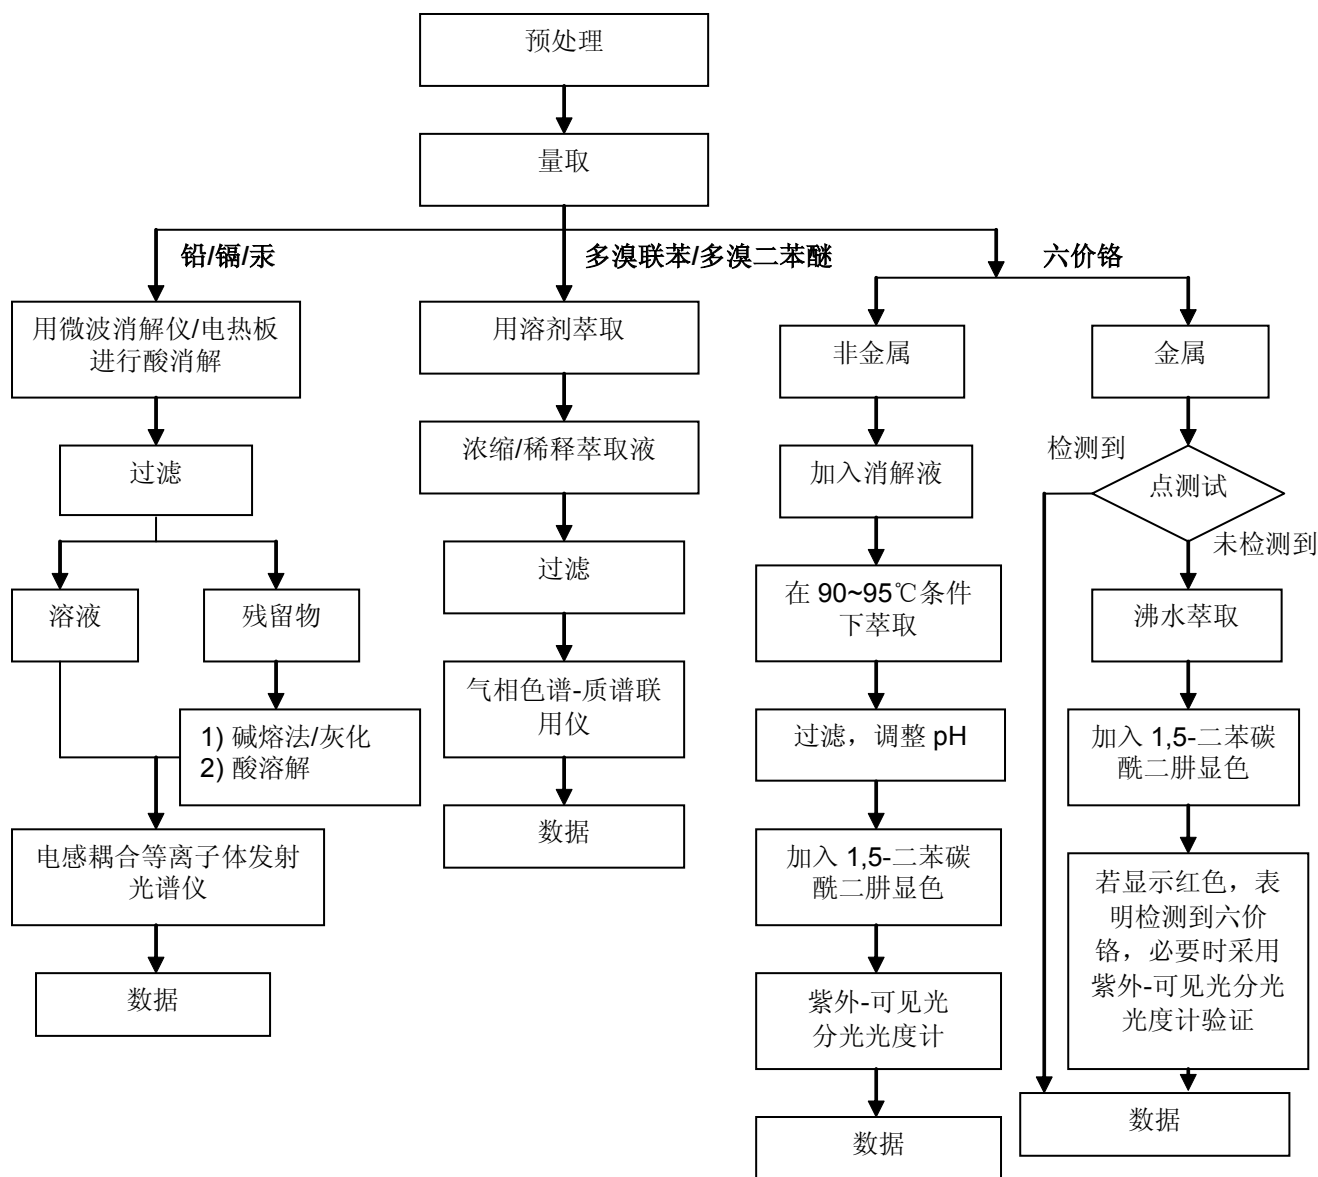 预处理
量取
铅/镉/汞
多溴联苯/多溴二苯醚
六价铬
用微波消解仪/电热板
进行酸消解
过滤
溶液
残留物
1) 碱熔法/灰化
2) 酸溶解
电感耦合等离子体发射
光谱仪
数据
用溶剂萃取
浓缩/稀释萃取液
过滤
气相色谱-质谱联
用仪
数据
非金属
加入消解液
在 90~95℃条件
下萃取
过滤，调整 pH
加入 1,5-二苯碳
酰二肼显色
紫外-可见光
分光光度计
数据
金属
检测到
点测试
未检测到
沸水萃取
加入 1,5-二苯碳
酰二肼显色
若显示红色，表
明检测到六价
铬，必要时采用
紫外-可见光分光
光度计验证
数据